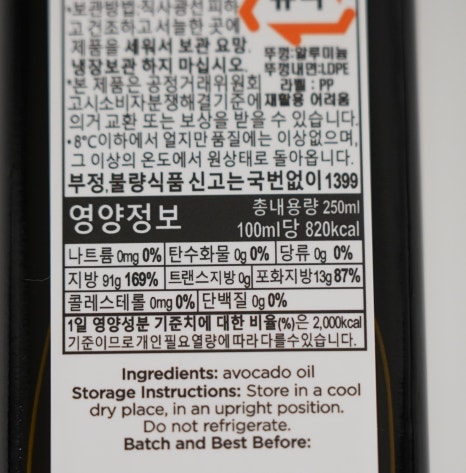 •보관방법:직사광선 피하
고 건조하고 서늘한 곳에
제품을 세워서 보관 요망.
냉장보관 하지 마십시오.
•본 제품은 공정거래위원회
고시소비자분쟁해결기준에
의거 교환 또는 보상을 받을 수 있습니다.
•8°C이하에서 얼지만 품질에는 이상없으며,
그 이상의 온도에서 원상태로 돌아옵니다.
부정,불량식품 신고는 국번없이 1399
유리
뚜껑:알루미늄
뚜껑내면:LDPE
라벨 : PP
재활용 어려움
영양정보
총내용량 250ml
100ml당 820kcal
나트륨 0mg 0% 탄수화물 0g 0% 당류 0g 0%
지방 91g 169% 트랜스지방 0g 포화지방13g 87%
콜레스테롤 0mg 0% 단백질 0g 0%
1일 영양성분 기준치에 대한 비율(%)은 2,000kcal
기준이므로 개인 필요 열량에 따라 다를 수 있습니다.
Ingredients: avocado oil
Storage Instructions: Store in a cool
dry place, in an upright position.
Do not refrigerate.
Batch and Best Before: